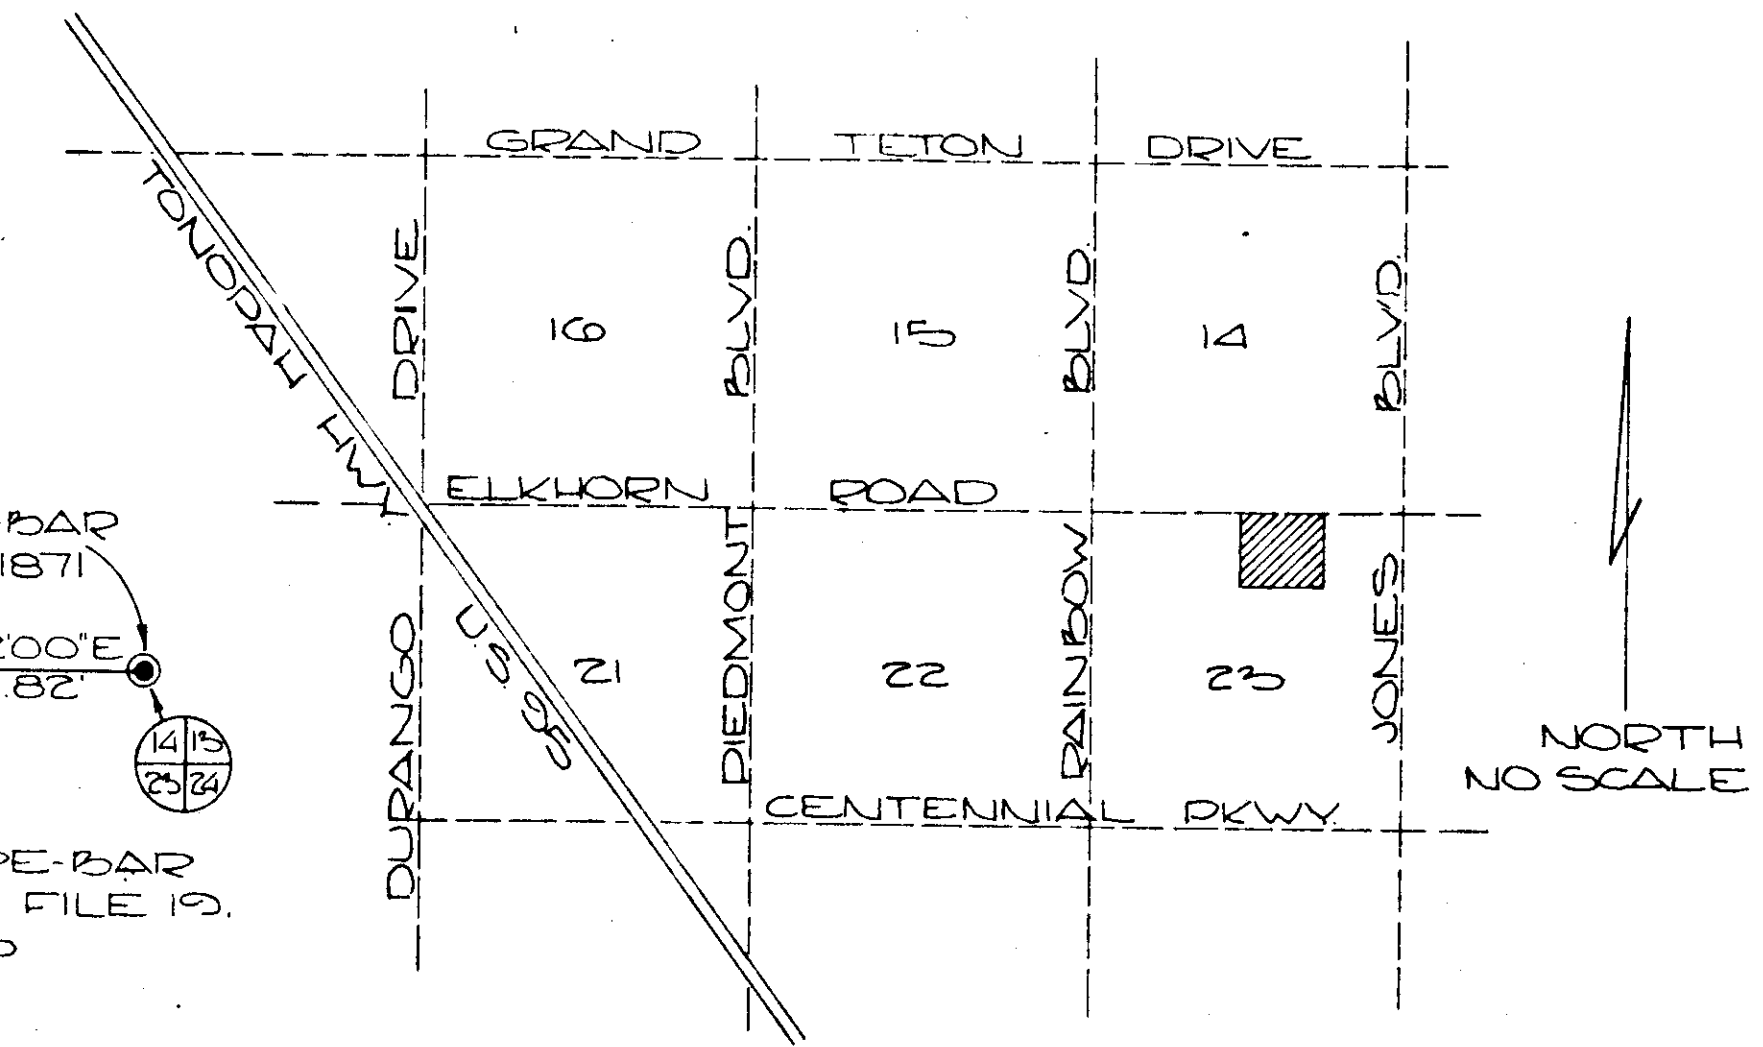 GRAND TETON DRIVE
TONOPAH HWY
DURANGO DRIVE
PIEDMONT BLVD.
RAINBOW BLVD.
JONES BLVD.
16
15
14
ELKHORN ROAD
-BAR
1871
2'00"E
.82'
14 13
23 24
U.S. 95
21
22
23
CENTENNIAL PKWY.
NORTH
NO SCALE
PE-BAR
FILE 19.